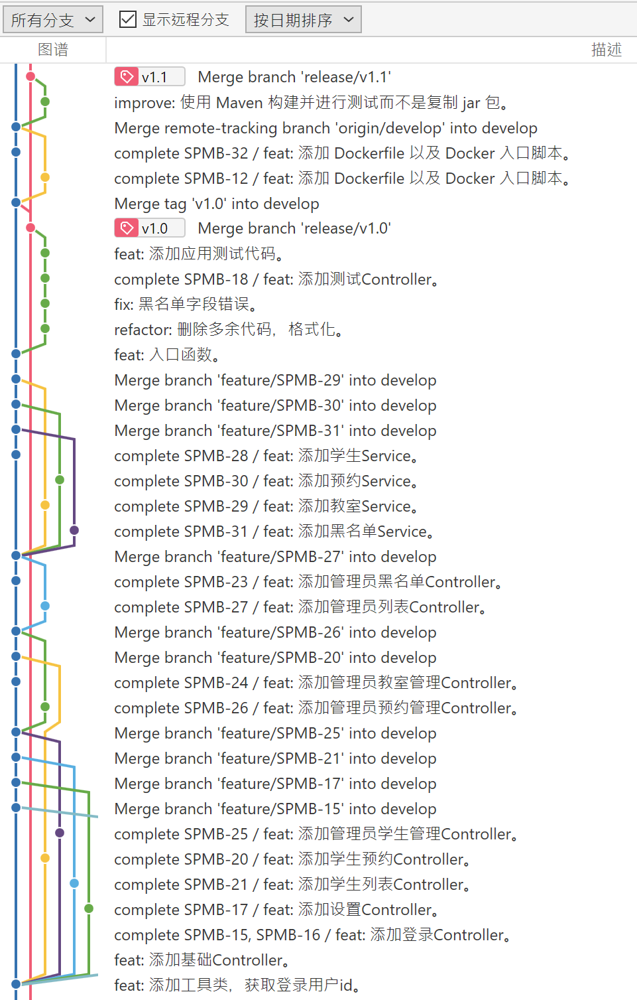 所有分支 显示远程分支 按日期排序
图谱 描述
v1.1 Merge branch 'release/v1.1'
improve: 使用 Maven 构建并进行测试而不是复制 jar 包。
Merge remote-tracking branch 'origin/develop' into develop
complete SPMB-32 / feat: 添加 Dockerfile 以及 Docker 入口脚本。
complete SPMB-12 / feat: 添加 Dockerfile 以及 Docker 入口脚本。
Merge tag 'v1.0' into develop
v1.0 Merge branch 'release/v1.0'
feat: 添加应用测试代码。
complete SPMB-18 / feat: 添加测试Controller。
fix: 黑名单字段错误。
refactor: 删除多余代码，格式化。
feat: 入口函数。
Merge branch 'feature/SPMB-29' into develop
Merge branch 'feature/SPMB-30' into develop
Merge branch 'feature/SPMB-31' into develop
complete SPMB-28 / feat: 添加学生Service。
complete SPMB-30 / feat: 添加预约Service。
complete SPMB-29 / feat: 添加教室Service。
complete SPMB-31 / feat: 添加黑名单Service。
Merge branch 'feature/SPMB-27' into develop
complete SPMB-23 / feat: 添加管理员黑名单Controller。
complete SPMB-27 / feat: 添加管理员列表Controller。
Merge branch 'feature/SPMB-26' into develop
Merge branch 'feature/SPMB-20' into develop
complete SPMB-24 / feat: 添加管理员教室管理Controller。
complete SPMB-26 / feat: 添加管理员预约管理Controller。
Merge branch 'feature/SPMB-25' into develop
Merge branch 'feature/SPMB-21' into develop
Merge branch 'feature/SPMB-17' into develop
Merge branch 'feature/SPMB-15' into develop
complete SPMB-25 / feat: 添加管理员学生管理Controller。
complete SPMB-20 / feat: 添加学生预约Controller。
complete SPMB-21 / feat: 添加学生列表Controller。
complete SPMB-17 / feat: 添加设置Controller。
complete SPMB-15, SPMB-16 / feat: 添加登录Controller。
feat: 添加基础Controller。
feat: 添加工具类，获取登录用户id。